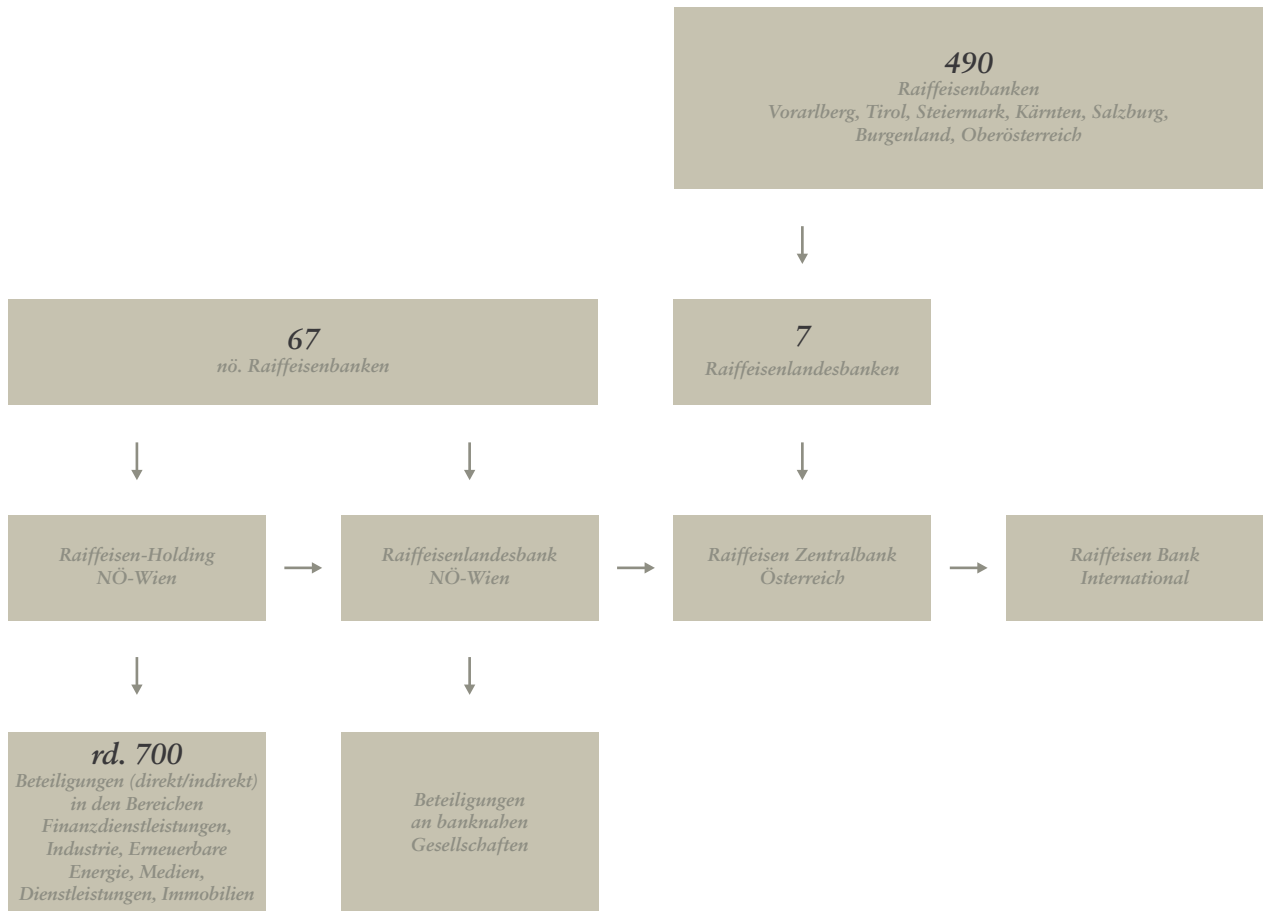 490
Raiffeisenbanken
Vorarlberg, Tirol, Steiermark, Kärnten, Salzburg,
Burgenland, Oberösterreich
67
nö. Raiffeisenbanken
7
Raiffeisenlandesbanken
Raiffeisen-Holding
NÖ-Wien
Raiffeisenlandesbank
NÖ-Wien
Raiffeisen Zentralbank
Österreich
Raiffeisen Bank
International
rd. 700
Beteiligungen (direkt/indirekt)
in den Bereichen
Finanzdienstleistungen,
Industrie, Erneuerbare
Energie, Medien,
Dienstleistungen, Immobilien
Beteiligungen
an banknahen
Gesellschaften